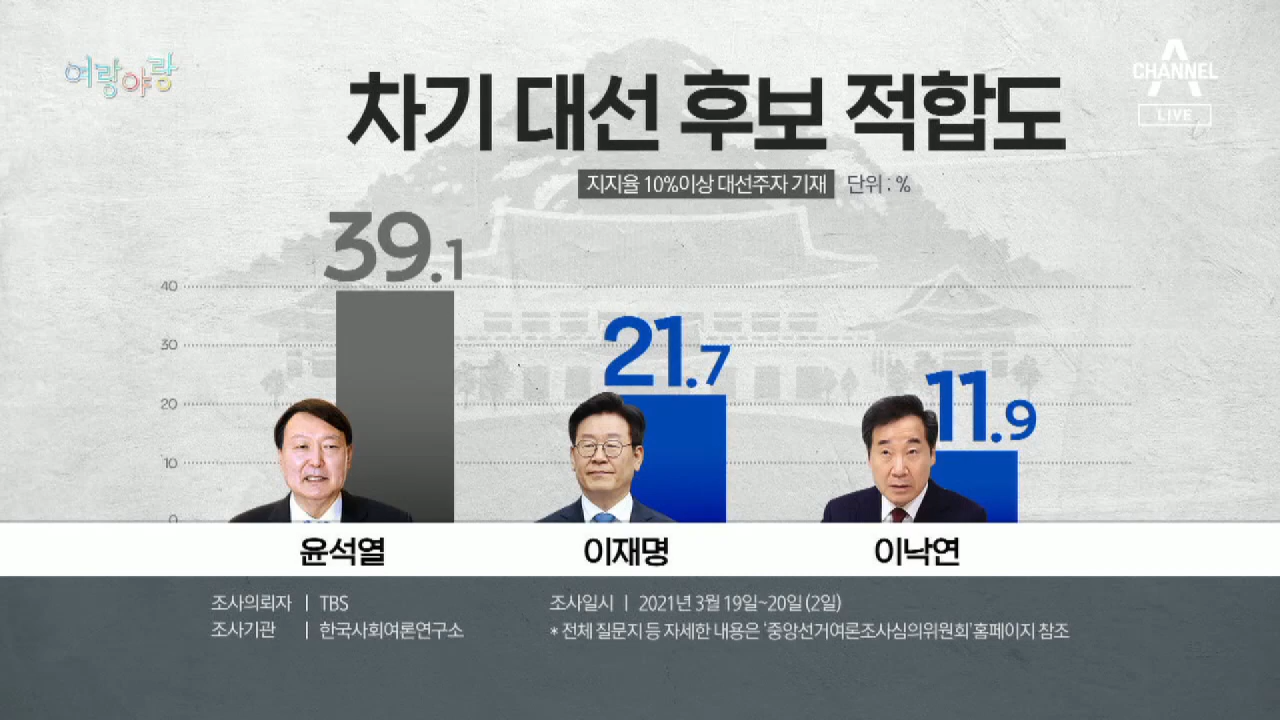 여랑야랑
CHANNEL A
LIVE
차기 대선 후보 적합도
지지율 10%이상 대선주자 기재 단위 : %
39.1
21.7
11.9
40
30
20
10
0
윤석열 이재명 이낙연
조사의뢰자 | TBS 조사일시 | 2021년 3월 19일~20일 (2일)
조사기관 | 한국사회여론연구소 * 전체 질문지 등 자세한 내용은 '중앙선거여론조사심의위원회' 홈페이지 참조